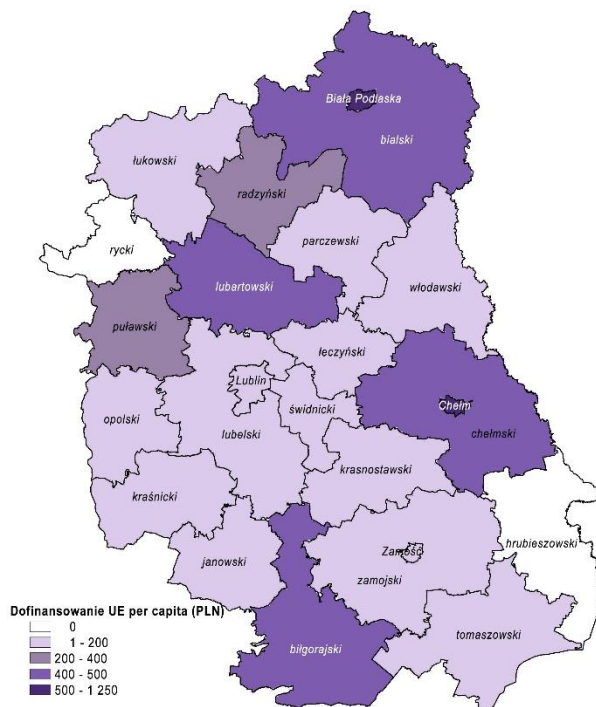 Biała Podlaska
bialski
łukowski
radzyński
rycki
parczewski
lubartowski
włodawski
puławski
łeczyński
Lublin
Chełm
opolski
świdnicki
lubelski
chełmski
krasnostawski
kraśnicki
hrubieszowski
Zamość
janowski
zamojski
tomaszowski
biłgorajski
Dofinansowanie UE per capita (PLN)
0
1 - 200
200 - 400
400 - 500
500 - 1 250